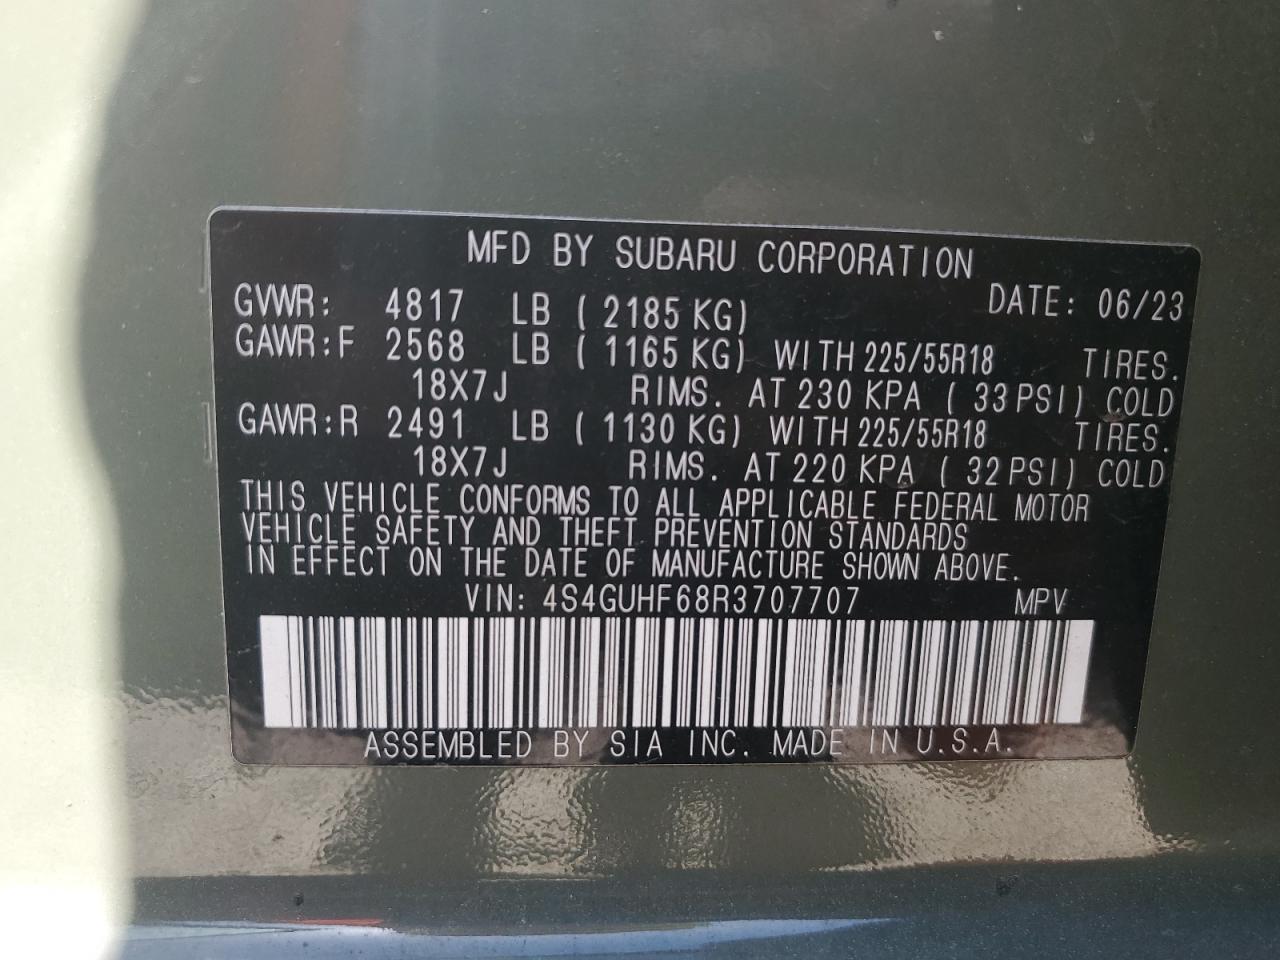 MFD BY SUBARU CORPORATION
GVWR: 4817 LB ( 2185 KG) DATE: 06/23
GAWR:F 2568 LB ( 1165 KG) WITH 225/55R18 TIRES.
18X7J RIMS. AT 230 KPA ( 33 PSI) COLD
GAWR:R 2491 LB ( 1130 KG) WITH 225/55R18 TIRES.
18X7J RIMS. AT 220 KPA ( 32 PSI) COLD
THIS VEHICLE CONFORMS TO ALL APPLICABLE FEDERAL MOTOR
VEHICLE SAFETY AND THEFT PREVENTION STANDARDS
IN EFFECT ON THE DATE OF MANUFACTURE SHOWN ABOVE.
VIN: 4S4GUHF68R3707707 MPV
ASSEMBLED BY SIA INC. MADE IN U.S.A.